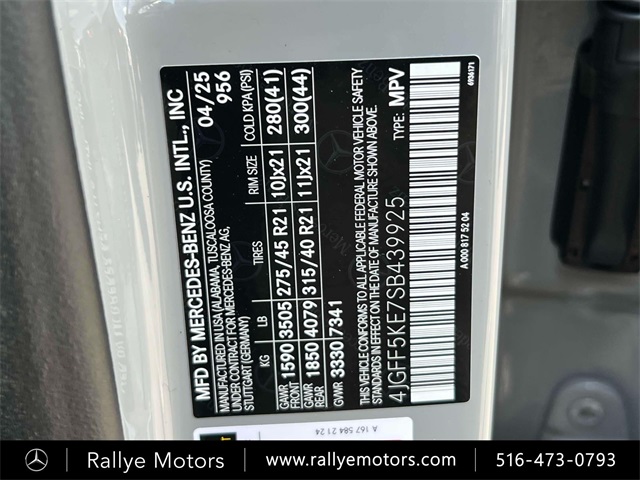 MFD BY MERCEDES-BENZ U.S. INTL., INC
MANUFACTURED IN USA (ALABAMA, TUSCALOOSA COUNTY) 04/25
UNDER CONTRACT FOR MERCEDES-BENZ AG, 956
STUTTGART (GERMANY)
KG LB TIRES RIM SIZE COLD KPA(PSI)
GAWR FRONT 1590 3505 275/45 R21 10Jx21 280(41)
GAWR REAR 1850 4079 315/40 R21 11Jx21 300(44)
GVWR 3330 7341
THIS VEHICLE CONFORMS TO ALL APPLICABLE FEDERAL MOTOR VEHICLE SAFETY
STANDARDS IN EFFECT ON THE DATE OF MANUFACTURE SHOWN ABOVE.
4JGFF5KE7SB439925 TYPE: MPV
A 000 817 52 04
6936171
A 167 584 21 24
Rallye Motors www.rallyemotors.com 516-473-0793